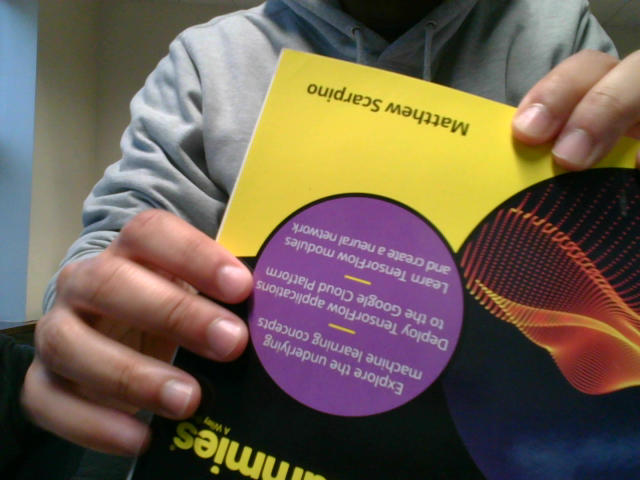 ummies
A Wiley
Explore the underlying
machine learning concepts
Deploy TensorFlow applications
to the Google Cloud Platform
Learn TensorFlow modules
and create a neural network
Matthew Scarpino